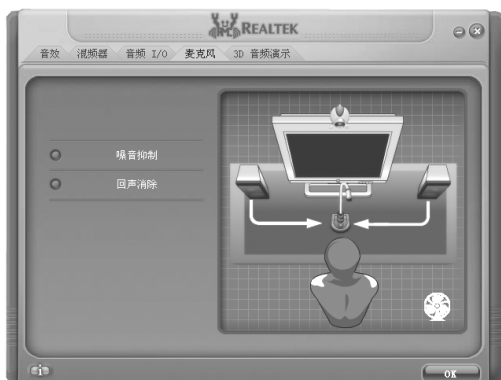 REALTEK
音效 混频器 音频 I/O 麦克风 3D 音频演示
噪音抑制
回声消除
i
OK